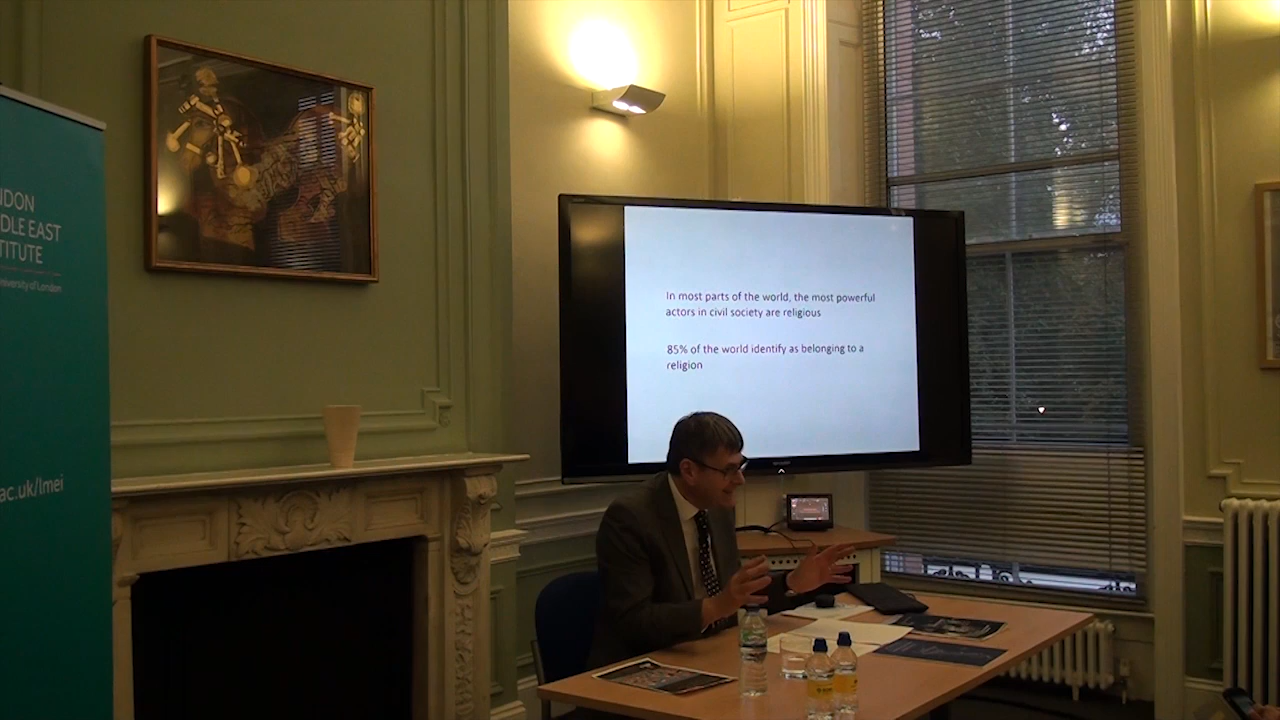 NDON
DLE EAST
TITUTE
University of London
ac.uk/lmei
In most parts of the world, the most powerful
actors in civil society are religious
85% of the world identify as belonging to a
religion